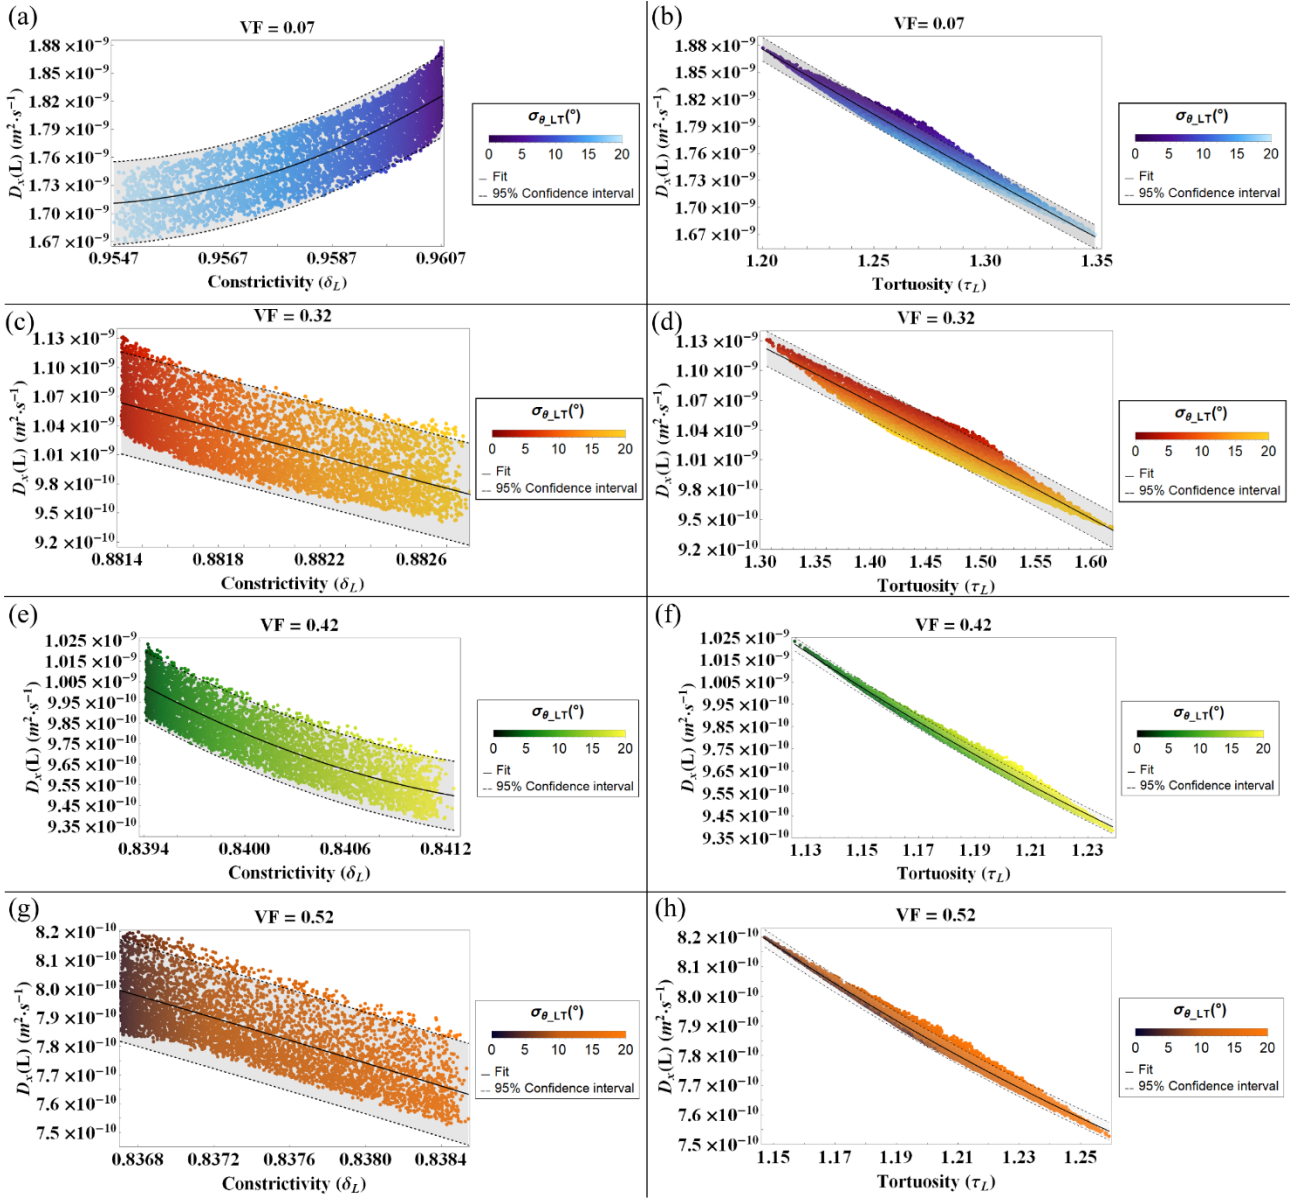 (a)
VF = 0.07
1.88 ×10⁻⁹
1.85 ×10⁻⁹
1.82 ×10⁻⁹
1.79 ×10⁻⁹
1.76 ×10⁻⁹
1.73 ×10⁻⁹
1.70 ×10⁻⁹
1.67 ×10⁻⁹
Dₓ(L) (m²·s⁻¹)
0.9547 0.9567 0.9587 0.9607
Constrictivity (δ_L)
σ_θ_LT(°)
0 5 10 15 20
— Fit
-- 95% Confidence interval
(b)
VF= 0.07
1.88 ×10⁻⁹
1.85 ×10⁻⁹
1.82 ×10⁻⁹
1.79 ×10⁻⁹
1.76 ×10⁻⁹
1.73 ×10⁻⁹
1.70 ×10⁻⁹
1.67 ×10⁻⁹
Dₓ(L) (m²·s⁻¹)
1.20 1.25 1.30 1.35
Tortuosity (τ_L)
σ_θ_LT(°)
0 5 10 15 20
— Fit
-- 95% Confidence interval
(c)
VF = 0.32
1.13 ×10⁻⁹
1.10 ×10⁻⁹
1.07 ×10⁻⁹
1.04 ×10⁻⁹
1.01 ×10⁻⁹
9.8 ×10⁻¹⁰
9.5 ×10⁻¹⁰
9.2 ×10⁻¹⁰
Dₓ(L) (m²·s⁻¹)
0.8814 0.8818 0.8822 0.8826
Constrictivity (δ_L)
σ_θ_LT(°)
0 5 10 15 20
— Fit
-- 95% Confidence interval
(d)
VF = 0.32
1.13 ×10⁻⁹
1.10 ×10⁻⁹
1.07 ×10⁻⁹
1.04 ×10⁻⁹
1.01 ×10⁻⁹
9.8 ×10⁻¹⁰
9.5 ×10⁻¹⁰
9.2 ×10⁻¹⁰
Dₓ(L) (m²·s⁻¹)
1.30 1.35 1.40 1.45 1.50 1.55 1.60
Tortuosity (τ_L)
σ_θ_LT(°)
0 5 10 15 20
— Fit
-- 95% Confidence interval
(e)
VF = 0.42
1.025 ×10⁻⁹
1.015 ×10⁻⁹
1.005 ×10⁻⁹
9.95 ×10⁻¹⁰
9.85 ×10⁻¹⁰
9.75 ×10⁻¹⁰
9.65 ×10⁻¹⁰
9.55 ×10⁻¹⁰
9.45 ×10⁻¹⁰
9.35 ×10⁻¹⁰
Dₓ(L) (m²·s⁻¹)
0.8394 0.8400 0.8406 0.8412
Constrictivity (δ_L)
σ_θ_LT(°)
0 5 10 15 20
— Fit
-- 95% Confidence interval
(f)
VF = 0.42
1.025 ×10⁻⁹
1.015 ×10⁻⁹
1.005 ×10⁻⁹
9.95 ×10⁻¹⁰
9.85 ×10⁻¹⁰
9.75 ×10⁻¹⁰
9.65 ×10⁻¹⁰
9.55 ×10⁻¹⁰
9.45 ×10⁻¹⁰
9.35 ×10⁻¹⁰
Dₓ(L) (m²·s⁻¹)
1.13 1.15 1.17 1.19 1.21 1.23
Tortuosity (τ_L)
σ_θ_LT(°)
0 5 10 15 20
— Fit
-- 95% Confidence interval
(g)
VF = 0.52
8.2 ×10⁻¹⁰
8.1 ×10⁻¹⁰
8.0 ×10⁻¹⁰
7.9 ×10⁻¹⁰
7.8 ×10⁻¹⁰
7.7 ×10⁻¹⁰
7.6 ×10⁻¹⁰
7.5 ×10⁻¹⁰
Dₓ(L) (m²·s⁻¹)
0.8368 0.8372 0.8376 0.8380 0.8384
Constrictivity (δ_L)
σ_θ_LT(°)
0 5 10 15 20
— Fit
-- 95% Confidence interval
(h)
VF = 0.52
8.2 ×10⁻¹⁰
8.1 ×10⁻¹⁰
8.0 ×10⁻¹⁰
7.9 ×10⁻¹⁰
7.8 ×10⁻¹⁰
7.7 ×10⁻¹⁰
7.6 ×10⁻¹⁰
7.5 ×10⁻¹⁰
Dₓ(L) (m²·s⁻¹)
1.15 1.17 1.19 1.21 1.23 1.25
Tortuosity (τ_L)
σ_θ_LT(°)
0 5 10 15 20
— Fit
-- 95% Confidence interval